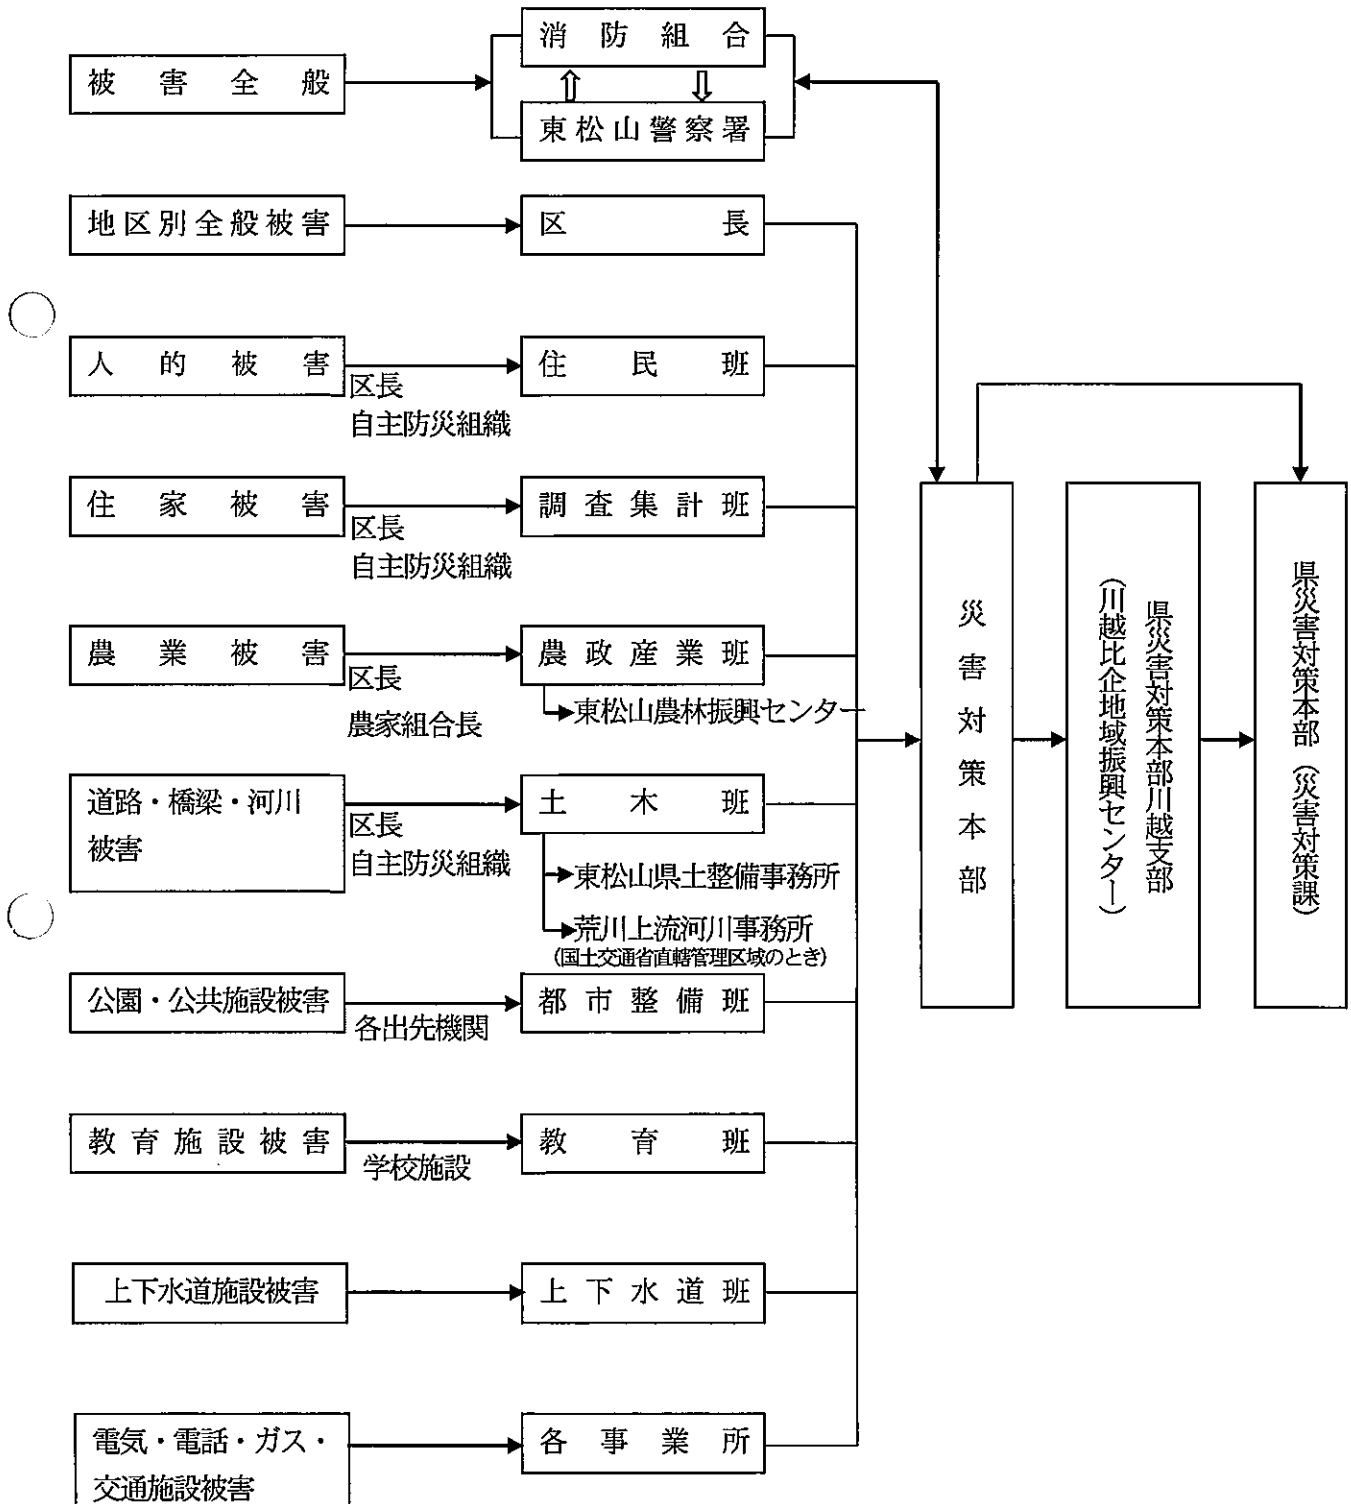 消防組合
被害全般
東松山警察署
地区別全般被害
区長
人的被害
住民班
区長
自主防災組織
住家被害
調査集計班
区長
自主防災組織
農業被害
農政産業班
区長
農家組合長
東松山農林振興センター
道路・橋梁・河川
被害
土木班
区長
自主防災組織
東松山県土整備事務所
荒川上流河川事務所
(国土交通省直轄管理区域のとき)
公園・公共施設被害
都市整備班
各出先機関
教育施設被害
教育班
学校施設
上下水道施設被害
上下水道班
電気・電話・ガス・
交通施設被害
各事業所
災害対策本部
県災害対策本部川越支部
(川越比企地域振興センター)
県災害対策本部(災害対策課)